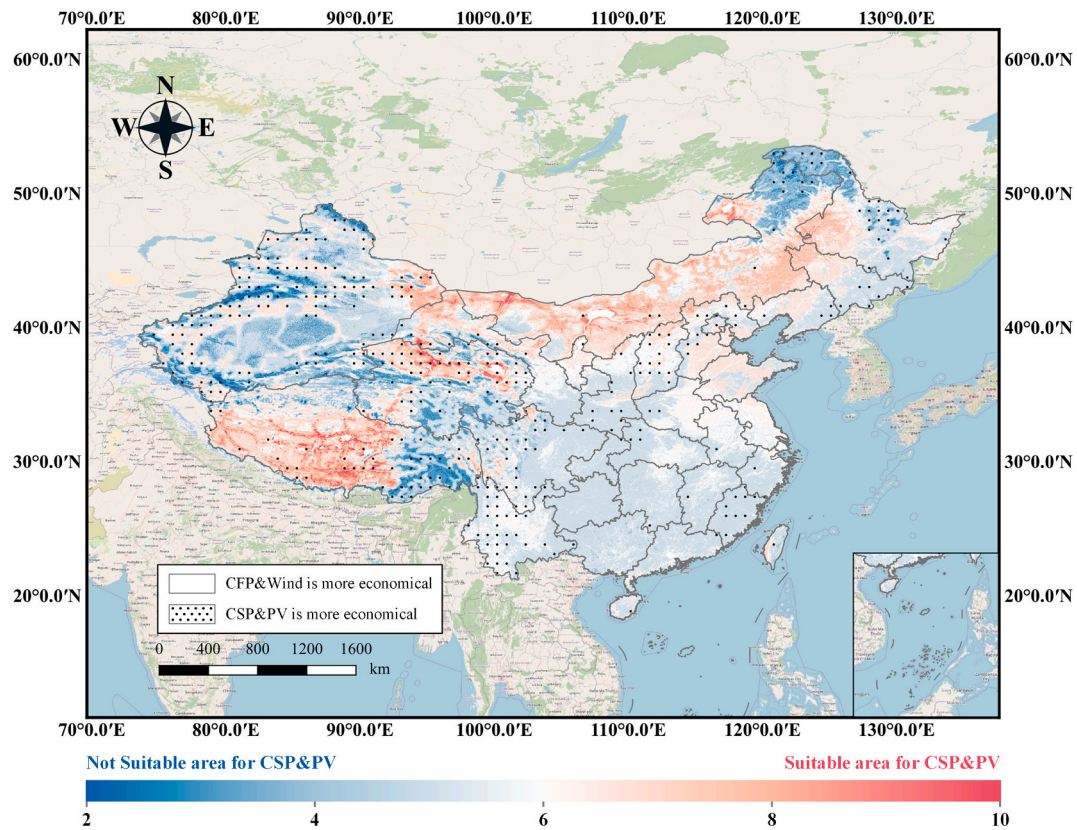 70°0.0′E 80°0.0′E 90°0.0′E 100°0.0′E 110°0.0′E 120°0.0′E 130°0.0′E
60°0.0′N 60°0.0′N
N
W E
S
50°0.0′N 50°0.0′N
40°0.0′N 40°0.0′N
30°0.0′N 30°0.0′N
20°0.0′N 20°0.0′N
CFP&Wind is more economical
CSP&PV is more economical
0 400 800 1200 1600
km
70°0.0′E 80°0.0′E 90°0.0′E 100°0.0′E 110°0.0′E 120°0.0′E 130°0.0′E
Not Suitable area for CSP&PV Suitable area for CSP&PV
2 4 6 8 10